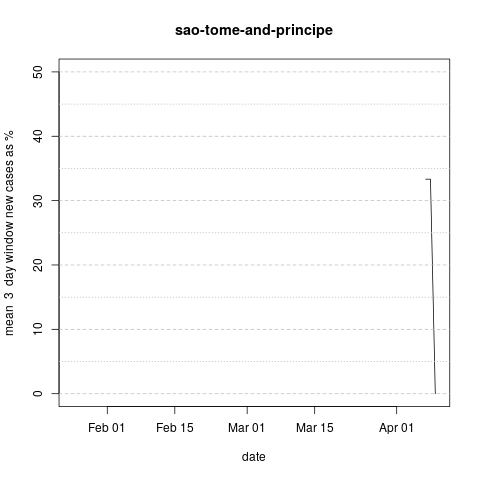 sao-tome-and-principe
mean 3 day window new cases as %
50
40
30
20
10
0
Feb 01 Feb 15 Mar 01 Mar 15 Apr 01
date